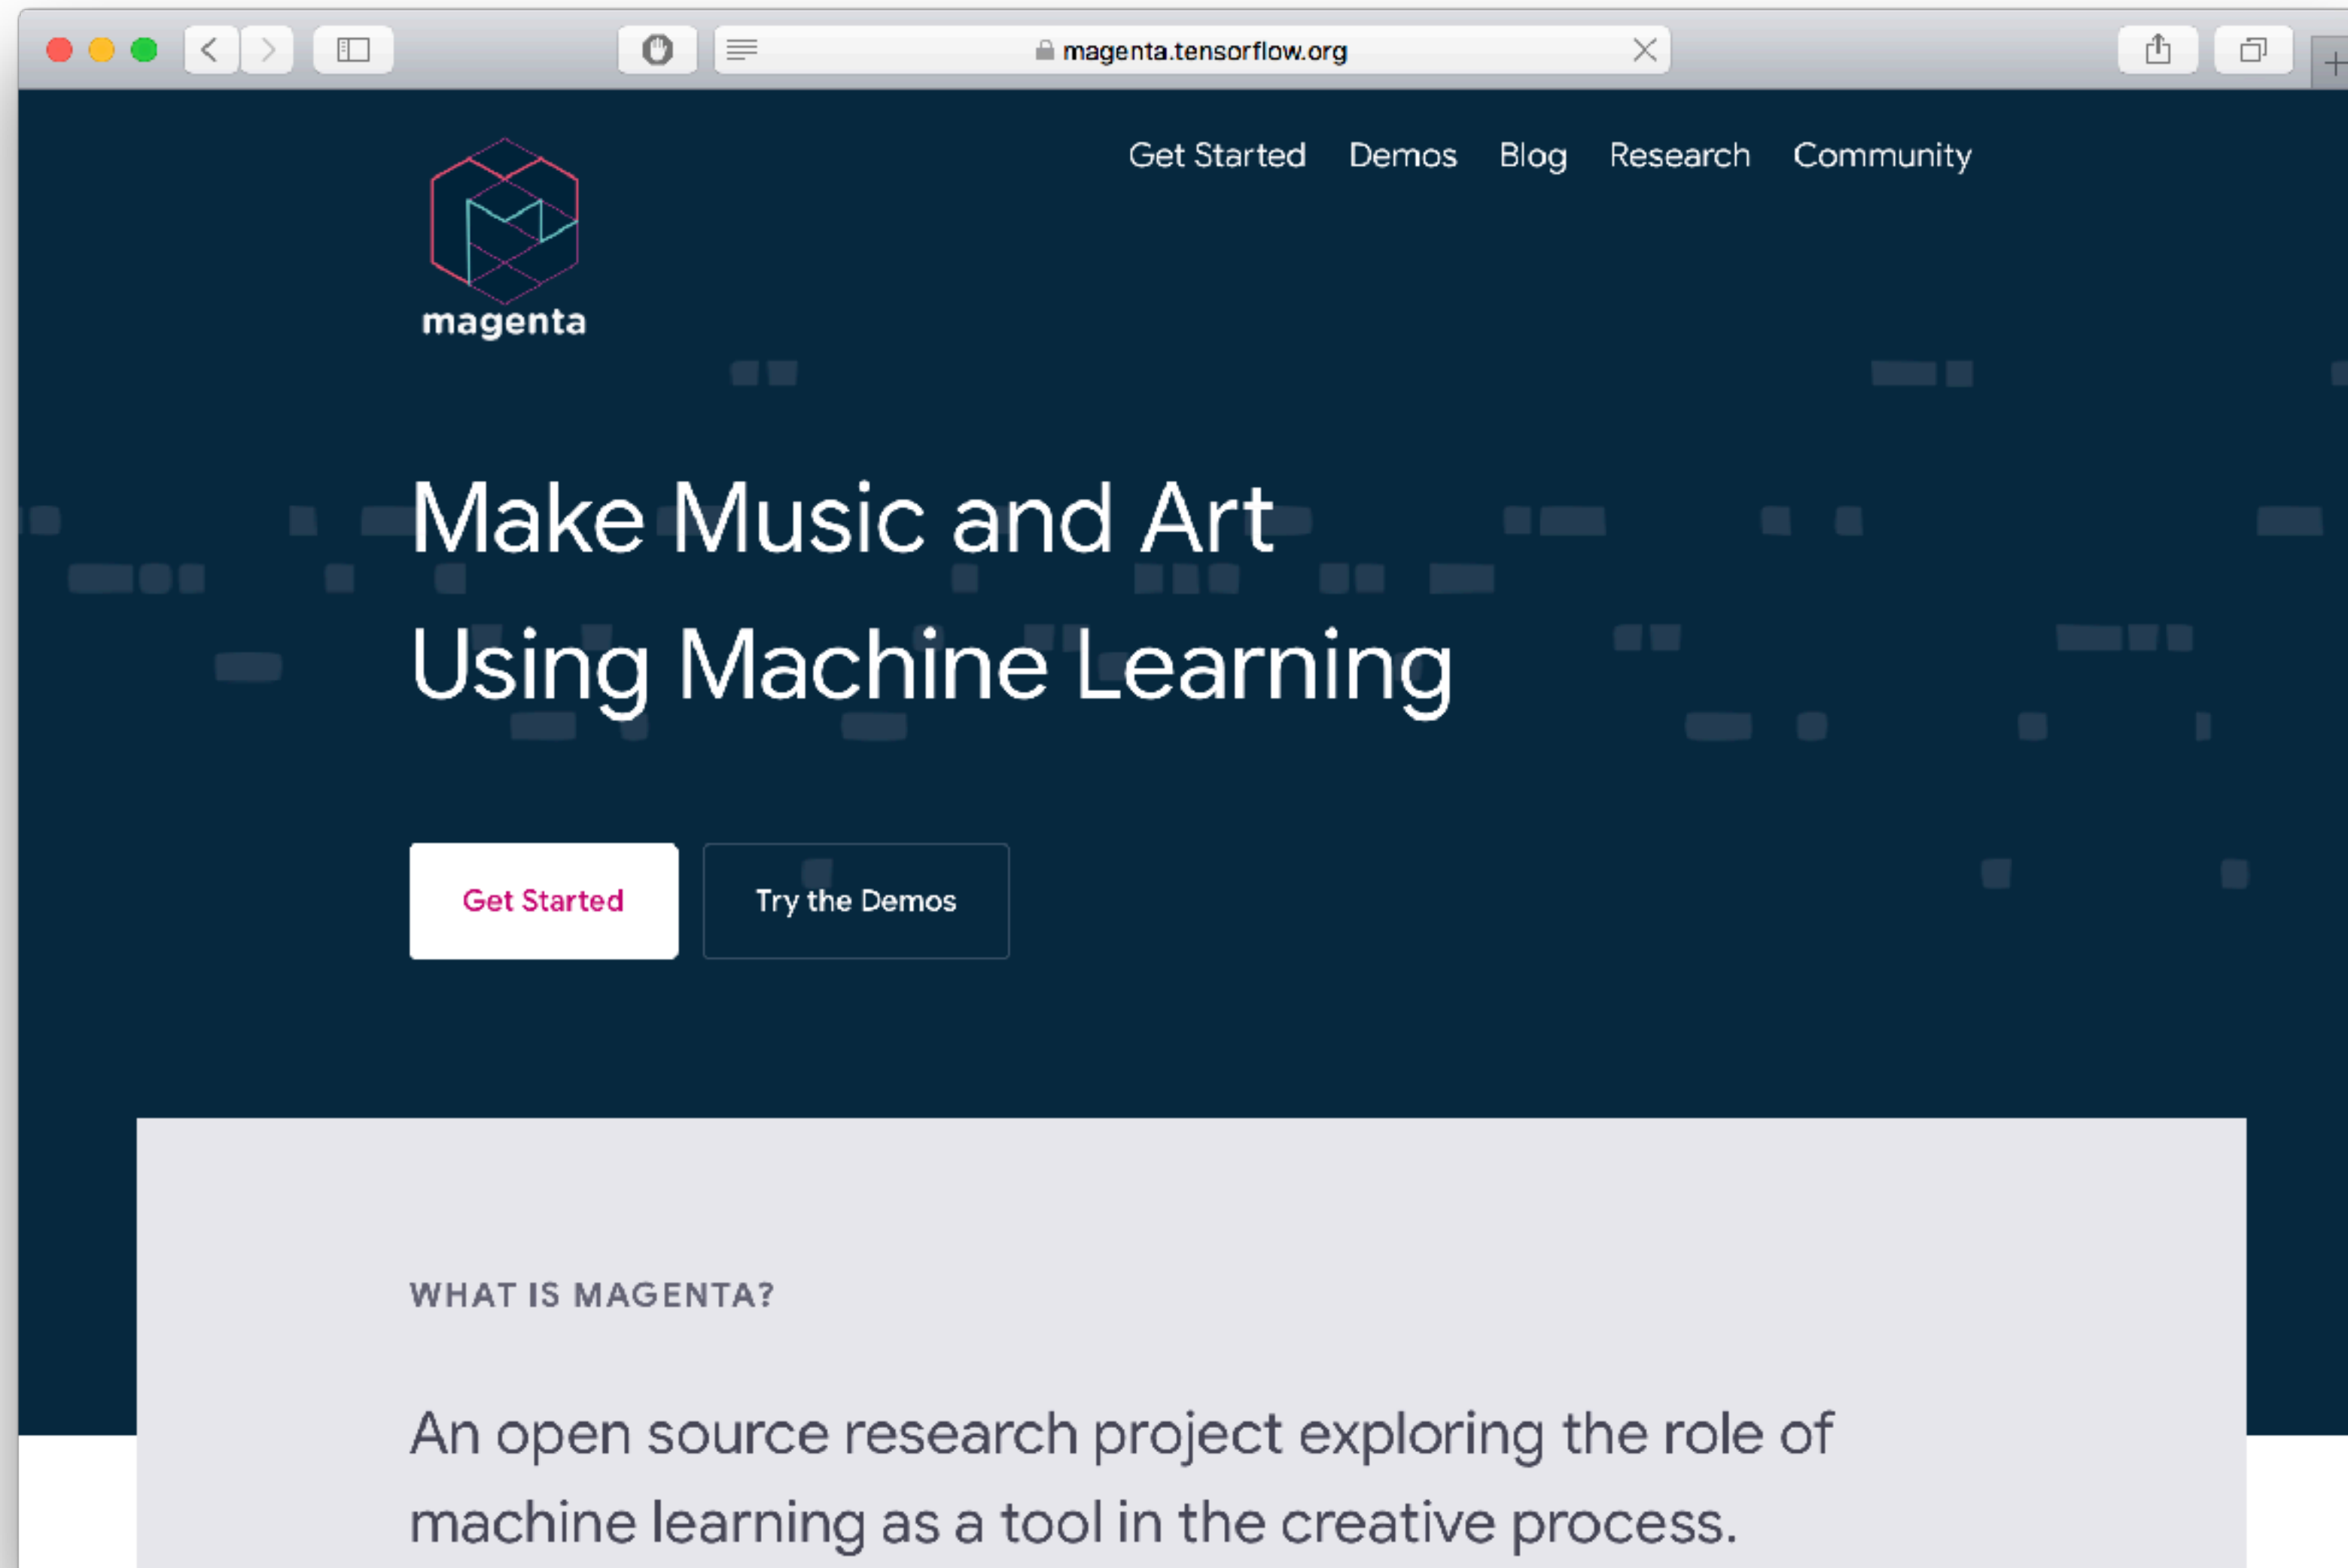 magenta.tensorflow.org
Get Started Demos Blog Research Community
magenta
Make Music and Art
Using Machine Learning
Get Started Try the Demos
WHAT IS MAGENTA?
An open source research project exploring the role of
machine learning as a tool in the creative process.